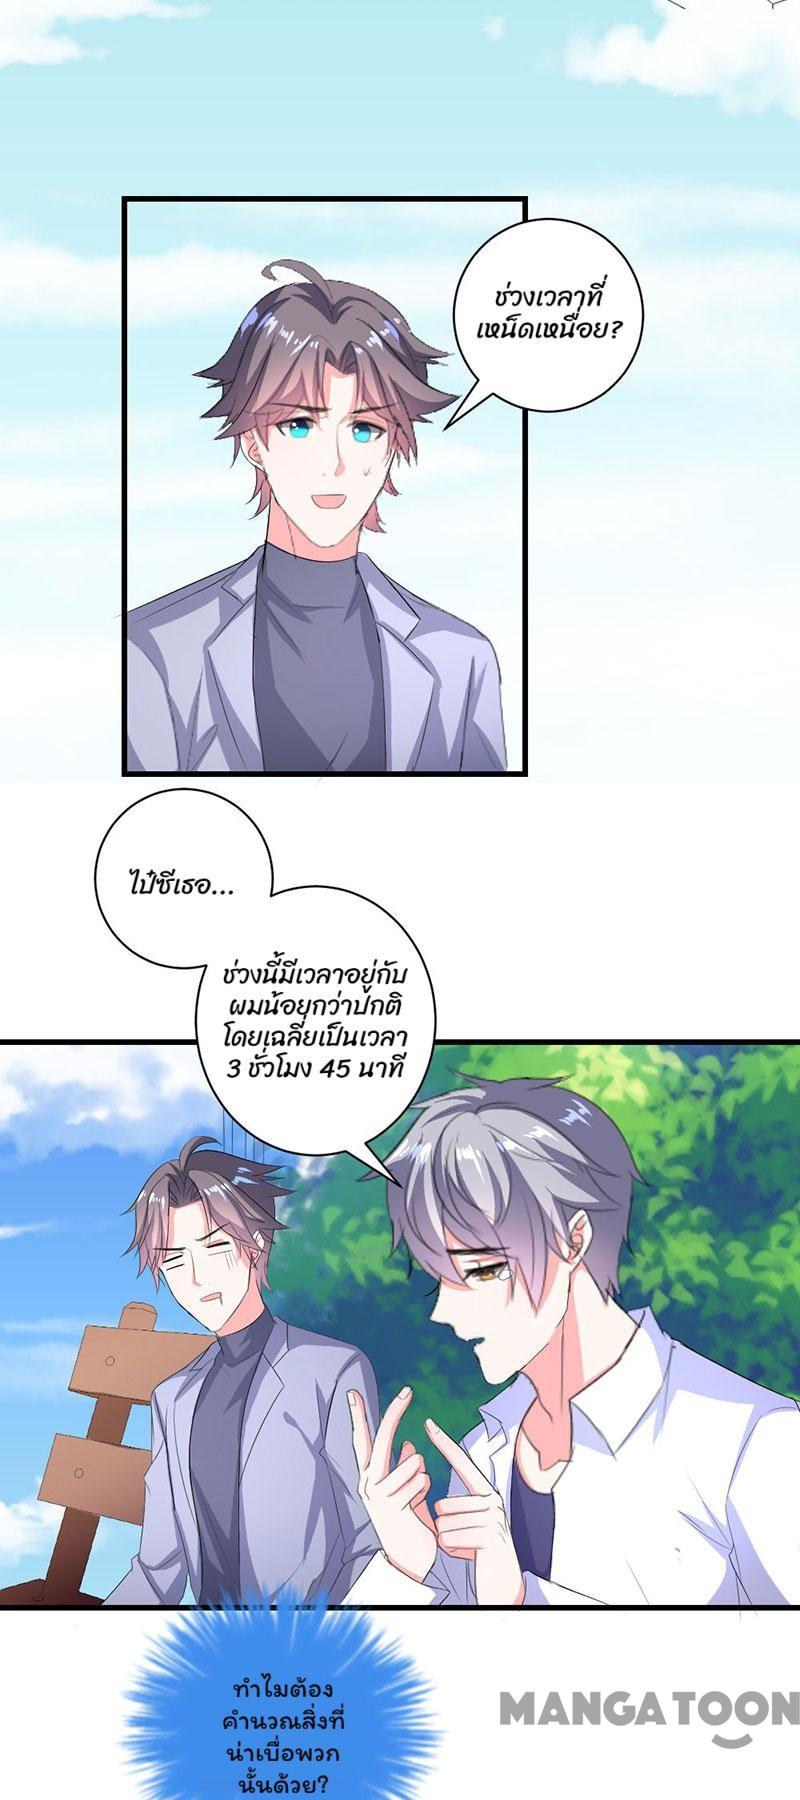 ช่วงเวลาที่
เหน็ดเหนื่อย?
ไป๋ซีเธอ...
ช่วงนี้มีเวลาอยู่กับ
ผมน้อยกว่าปกติ
โดยเฉลี่ยเป็นเวลา
3 ชั่วโมง 45 นาที
ทำไมต้อง
คำนวณสิ่งที่
น่าเบื่อพวก
นั้นด้วย?
MANGATOON